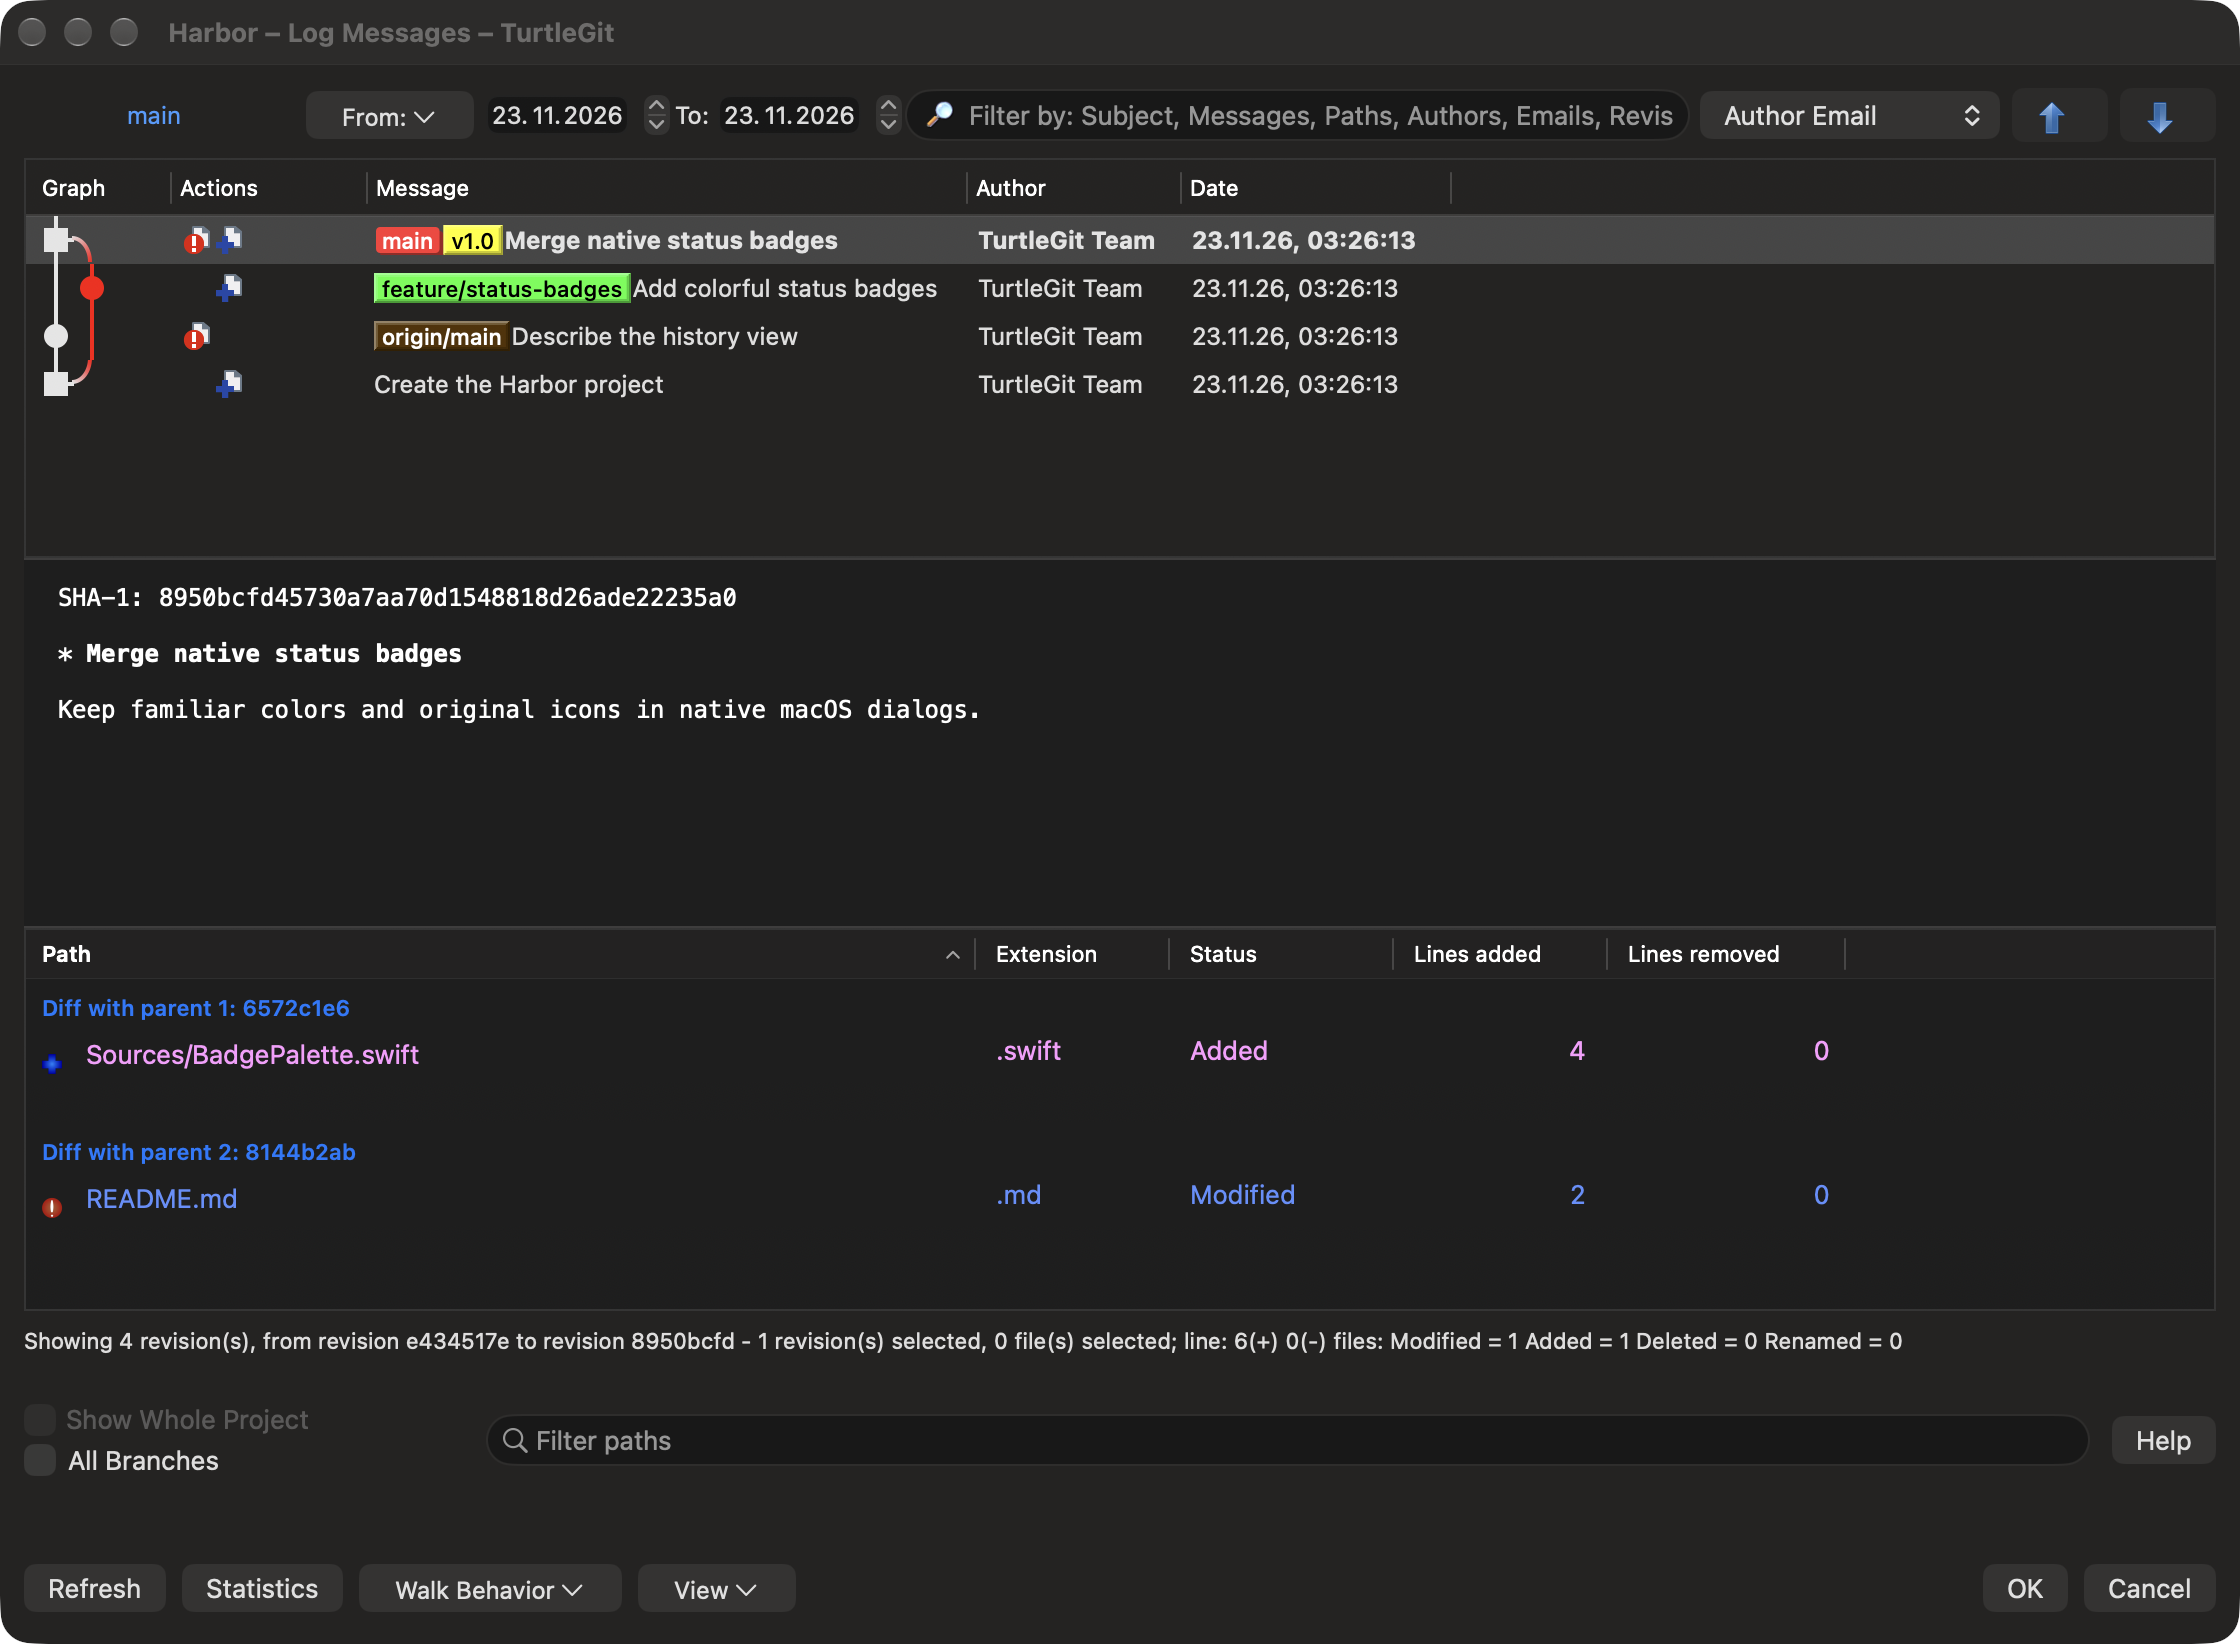 Harbor – Log Messages – TurtleGit
main From: 23.11.2026 To: 23.11.2026 Filter by: Subject, Messages, Paths, Authors, Emails, Revis Author Email
Graph Actions Message Author Date
main v1.0 Merge native status badges TurtleGit Team 23.11.26, 03:26:13
feature/status-badges Add colorful status badges TurtleGit Team 23.11.26, 03:26:13
origin/main Describe the history view TurtleGit Team 23.11.26, 03:26:13
Create the Harbor project TurtleGit Team 23.11.26, 03:26:13
SHA-1: 8950bcfd45730a7aa70d1548818d26ade22235a0
* Merge native status badges
Keep familiar colors and original icons in native macOS dialogs.
Path Extension Status Lines added Lines removed
Diff with parent 1: 6572c1e6
Sources/BadgePalette.swift .swift Added 4 0
Diff with parent 2: 8144b2ab
README.md .md Modified 2 0
Showing 4 revision(s), from revision e434517e to revision 8950bcfd - 1 revision(s) selected, 0 file(s) selected; line: 6(+) 0(-) files: Modified = 1 Added = 1 Deleted = 0 Renamed = 0
Show Whole Project
All Branches
Filter paths
Help
Refresh Statistics Walk Behavior View OK Cancel